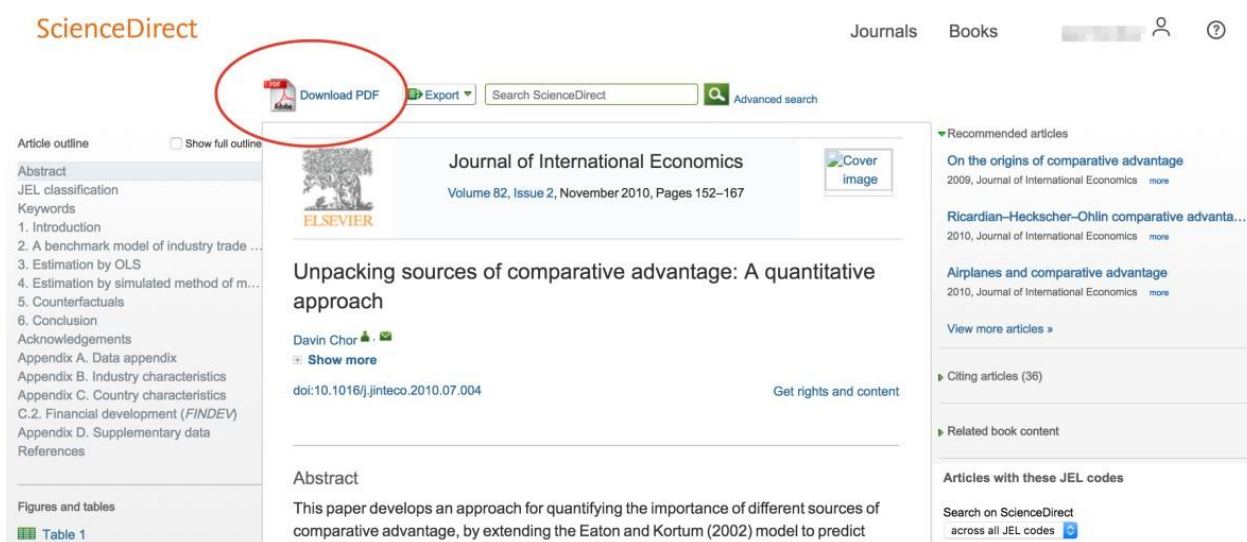 ScienceDirect
Journals
Books
Download PDF
Export
Search ScienceDirect
Advanced search
Article outline
Show full outline
Abstract
JEL classification
Keywords
1. Introduction
2. A benchmark model of industry trade ...
3. Estimation by OLS
4. Estimation by simulated method of m...
5. Counterfactuals
6. Conclusion
Acknowledgements
Appendix A. Data appendix
Appendix B. Industry characteristics
Appendix C. Country characteristics
C.2. Financial development (FINDEV)
Appendix D. Supplementary data
References
Figures and tables
Table 1
PDF
Adobe
ELSEVIER
Journal of International Economics
Volume 82, Issue 2, November 2010, Pages 152–167
Cover
image
Unpacking sources of comparative advantage: A quantitative
approach
Davin Chor
Show more
doi:10.1016/j.jinteco.2010.07.004
Get rights and content
Abstract
This paper develops an approach for quantifying the importance of different sources of
comparative advantage, by extending the Eaton and Kortum (2002) model to predict
Recommended articles
On the origins of comparative advantage
2009, Journal of International Economics more
Ricardian–Heckscher–Ohlin comparative advanta...
2010, Journal of International Economics more
Airplanes and comparative advantage
2010, Journal of International Economics more
View more articles »
Citing articles (36)
Related book content
Articles with these JEL codes
Search on ScienceDirect
across all JEL codes